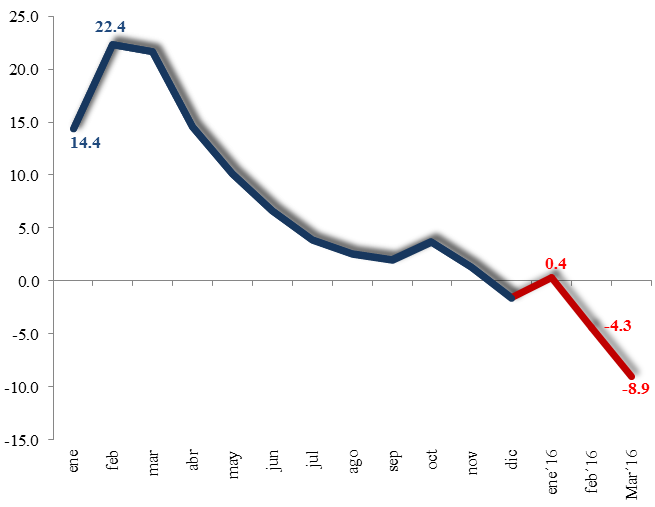 25.0
20.0
15.0
10.0
5.0
0.0
-5.0
-10.0
-15.0
22.4
14.4
0.4
-4.3
-8.9
ene
feb
mar
abr
may
jun
jul
ago
sep
oct
nov
dic
ene´16
feb´16
Mar´16